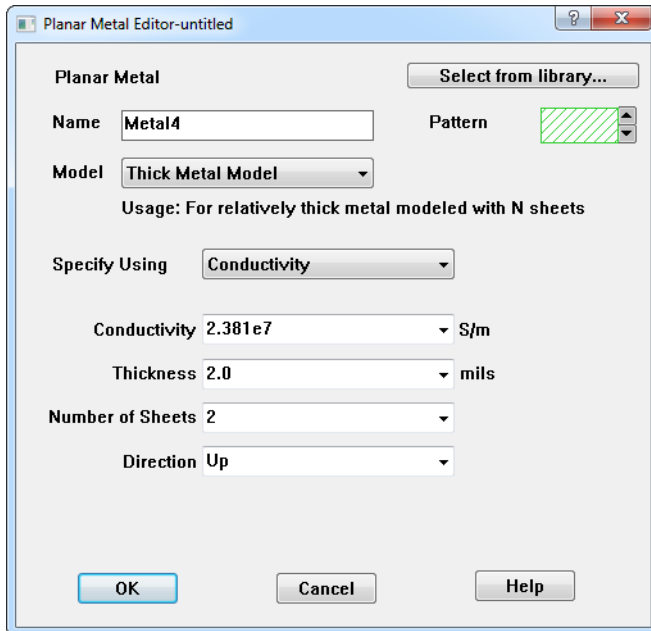 Planar Metal Editor-untitled
?
X
Planar Metal
Select from library...
Name Metal4 Pattern
Model Thick Metal Model
Usage: For relatively thick metal modeled with N sheets
Specify Using Conductivity
Conductivity 2.381e7 S/m
Thickness 2.0 mils
Number of Sheets 2
Direction Up
OK Cancel Help